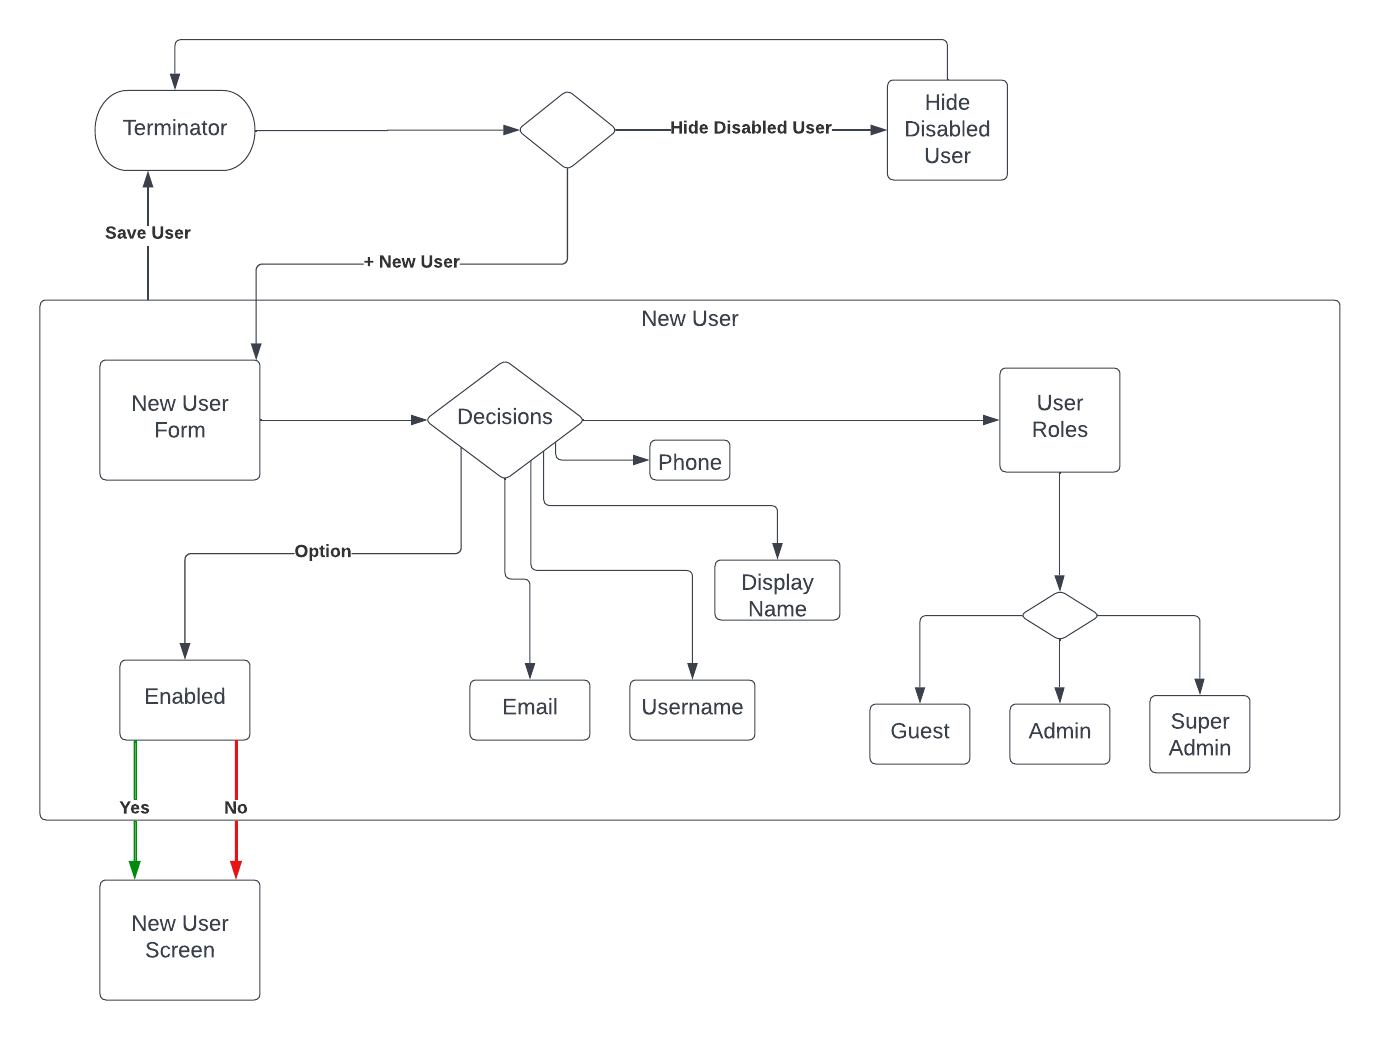 Hide
Disabled
User
Terminator
Hide Disabled User
Save User
+ New User
New User
New User
Form
Decisions
User
Roles
Phone
Option
Display
Name
Enabled
Email
Username
Guest
Admin
Super
Admin
Yes
No
New User
Screen